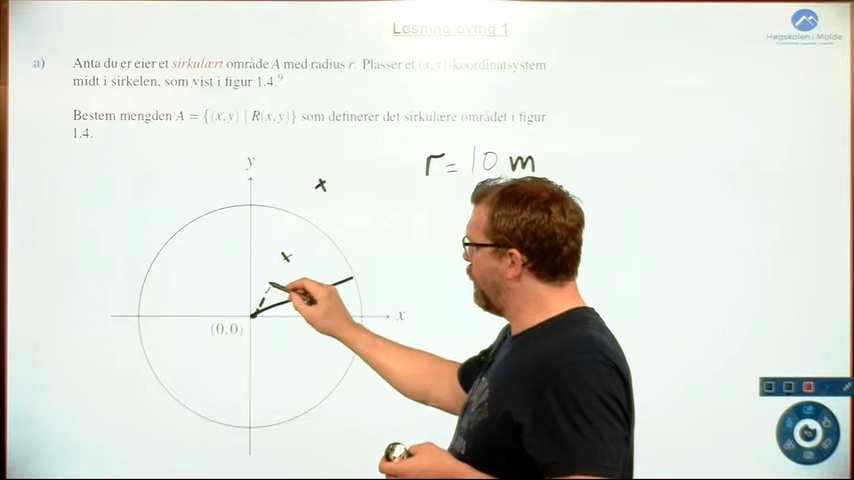 Løsning øving 1
Høgskolen i Molde
a) Anta du er eier et sirkulært område A med radius r. Plasser et (x, y)-koordinatsystem
midt i sirkelen, som vist i figur 1.4.⁹
Bestem mengden A = {(x, y) | R(x, y)} som definerer det sirkulære området i figur
1.4.
y
x
r = 10 m
x
x
(0,0)